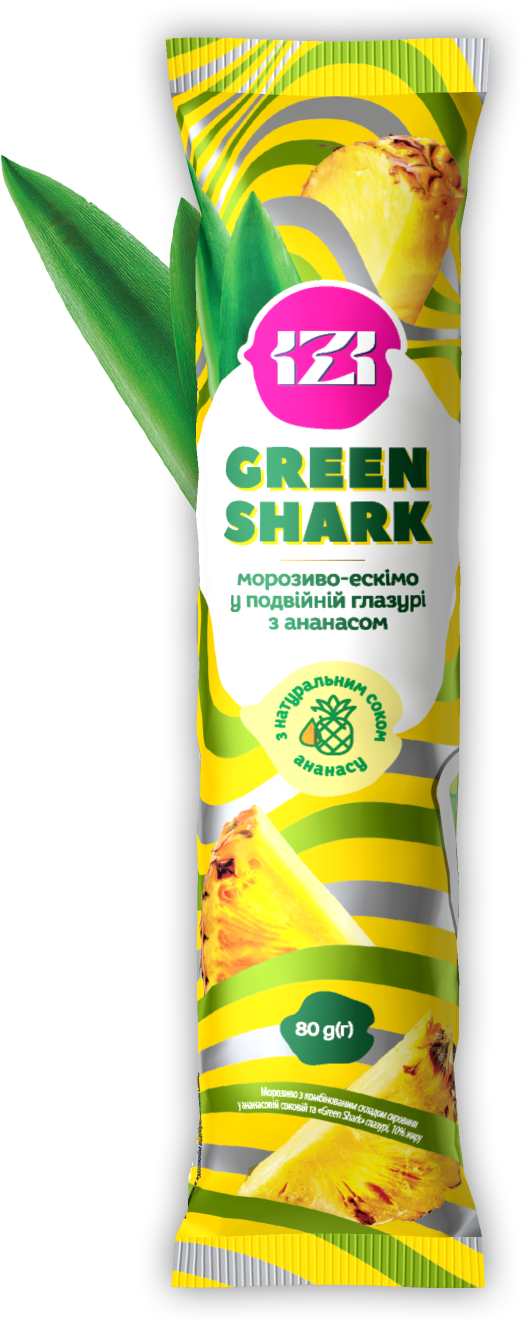 IZI
GREEN
SHARK
морозиво-ескімо
у подвійній глазурі
з ананасом
з натуральним соком
ананасу
80 g(г)
Морозиво з комбінованим складом сировини
у ананасовій соковій та «Green Shark» глазурі, 10% жиру